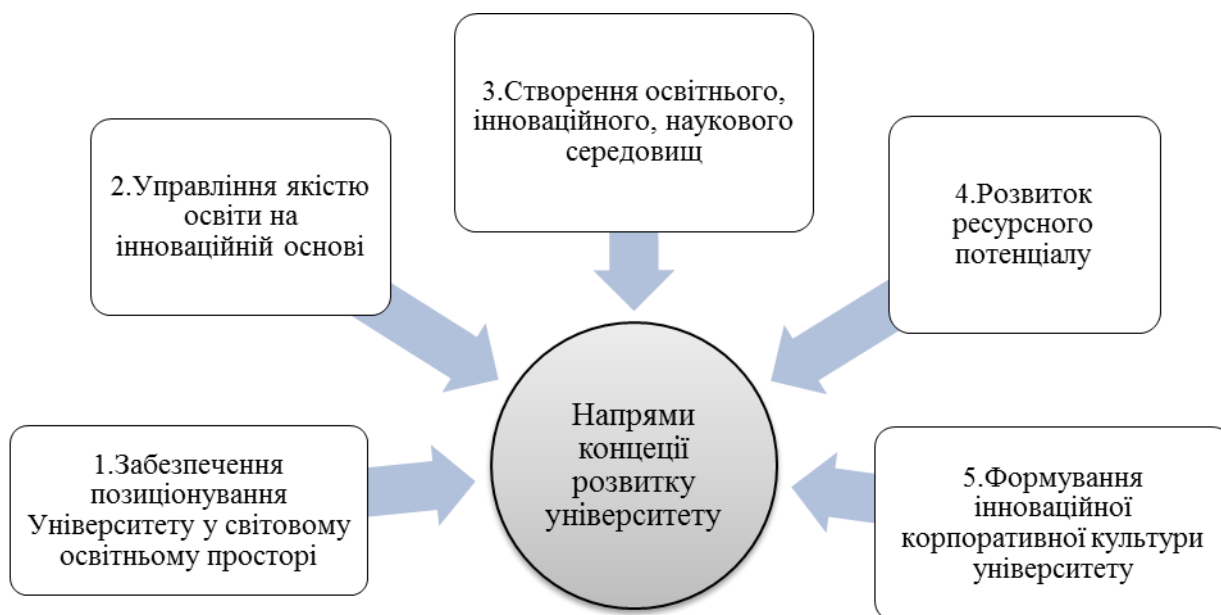 1.Забезпечення
позиціонування
Університету у світовому
освітньому просторі
2.Управління якістю
освіти на
інноваційній основі
3.Створення освітнього,
інноваційного, наукового
середовищ
4.Розвиток
ресурсного
потенціалу
5.Формування
інноваційної
корпоративної культури
університету
Напрями
концеції
розвитку
університету